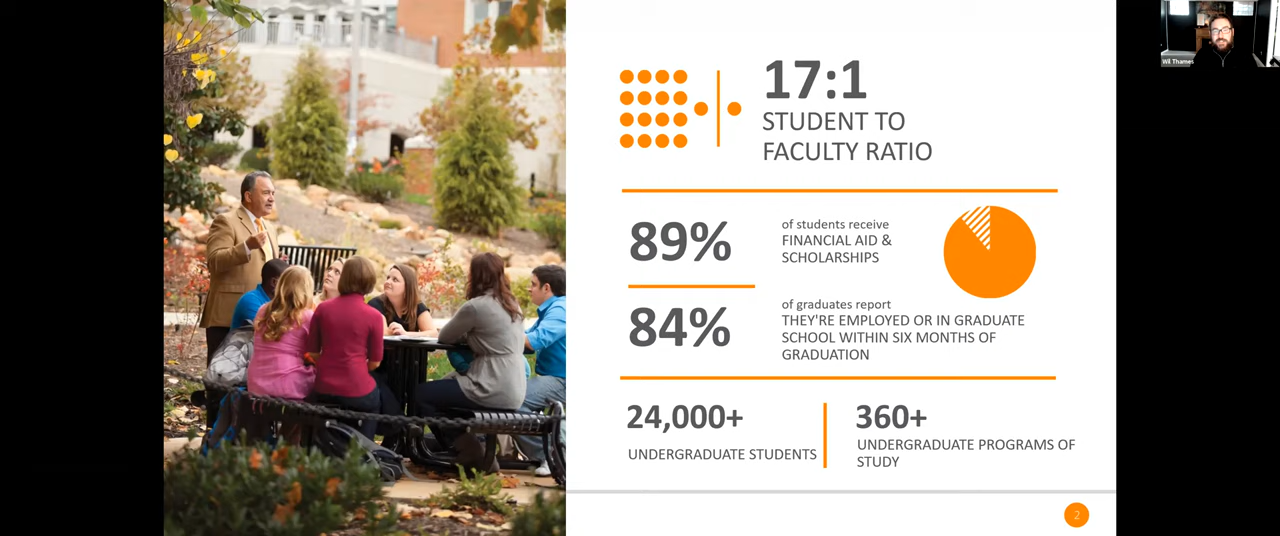 Wil Thames
17:1
STUDENT TO
FACULTY RATIO
89%
of students receive
FINANCIAL AID &
SCHOLARSHIPS
84%
of graduates report
THEY'RE EMPLOYED OR IN GRADUATE
SCHOOL WITHIN SIX MONTHS OF
GRADUATION
24,000+
UNDERGRADUATE STUDENTS
360+
UNDERGRADUATE PROGRAMS OF
STUDY
2